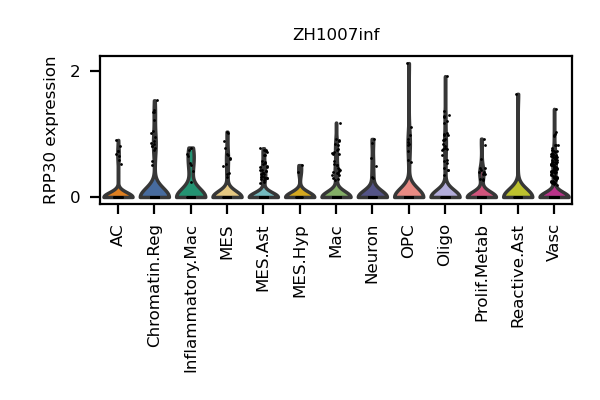 ZH1007inf
RPP30 expression
2
0
AC
Chromatin.Reg
Inflammatory.Mac
MES
MES.Ast
MES.Hyp
Mac
Neuron
OPC
Oligo
Prolif.Metab
Reactive.Ast
Vasc